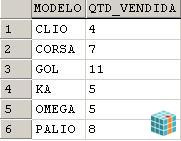 MODELO QTD_VENDIDA
1 CLIO 4
2 CORSA 7
3 GOL 11
4 KA 5
5 OMEGA 5
6 PALIO 8